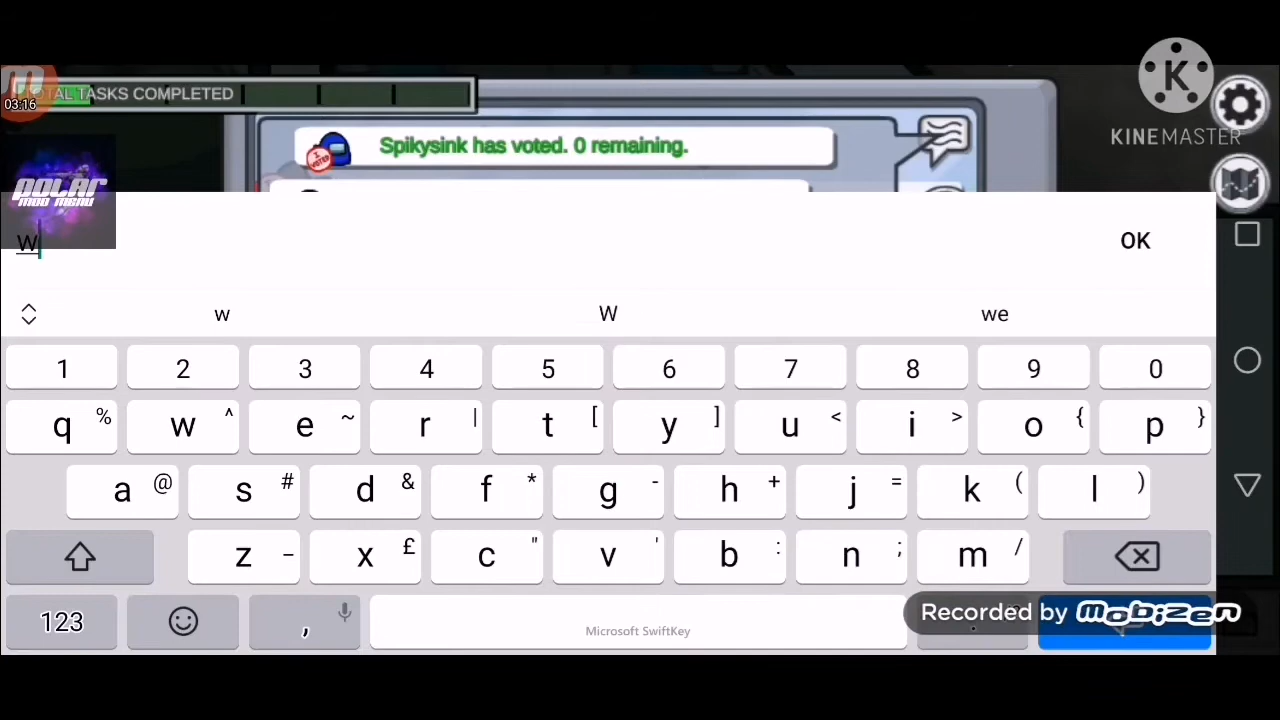 TOTAL TASKS COMPLETED
03:16
KINEMASTER
K
Spikysink has voted. 0 remaining.
I VOTED
POLAR
MOD MENU
W
OK
w W we
1 2 3 4 5 6 7 8 9 0
q % w ^ e ~ r | t [ y ] u < i > o { p }
a @ s # d & f * g - h + j = k ( l )
z _ x £ c " v ' b : n ; m /
123 , .
Microsoft SwiftKey
Recorded by mobizen